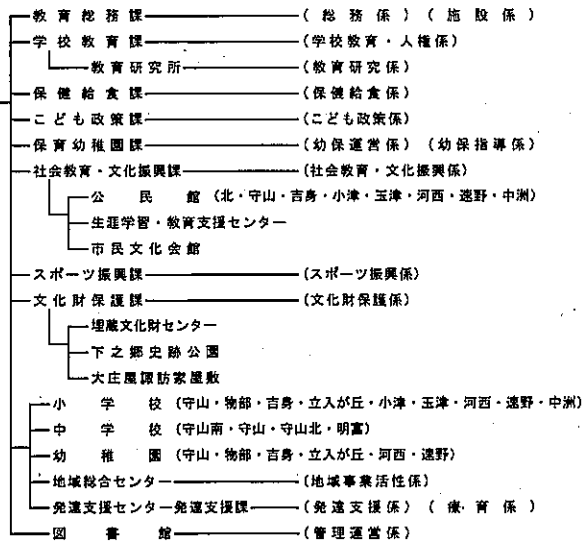 教育総務課 (総務係) (施設係)
学校教育課 (学校教育・人権係)
教育研究所 (教育研究係)
保健給食課 (保健給食係)
こども政策課 (こども政策係)
保育幼稚園課 (幼保運営係) (幼保指導係)
社会教育・文化振興課 (社会教育・文化振興係)
公民館 (北・守山・吉身・小津・玉津・河西・速野・中洲)
生涯学習・教育支援センター
市民文化会館
スポーツ振興課 (スポーツ振興係)
文化財保護課 (文化財保護係)
埋蔵文化財センター
下之郷史跡公園
大庄屋諏訪家屋敷
小学校 (守山・物部・吉身・立入が丘・小津・玉津・河西・速野・中洲)
中学校 (守山南・守山・守山北・明富)
幼稚園 (守山・物部・吉身・立入が丘・河西・速野)
地域総合センター (地域事業活性係)
発達支援センター 発達支援課 (発達支援係) (療育係)
図書館 (管理運営係)